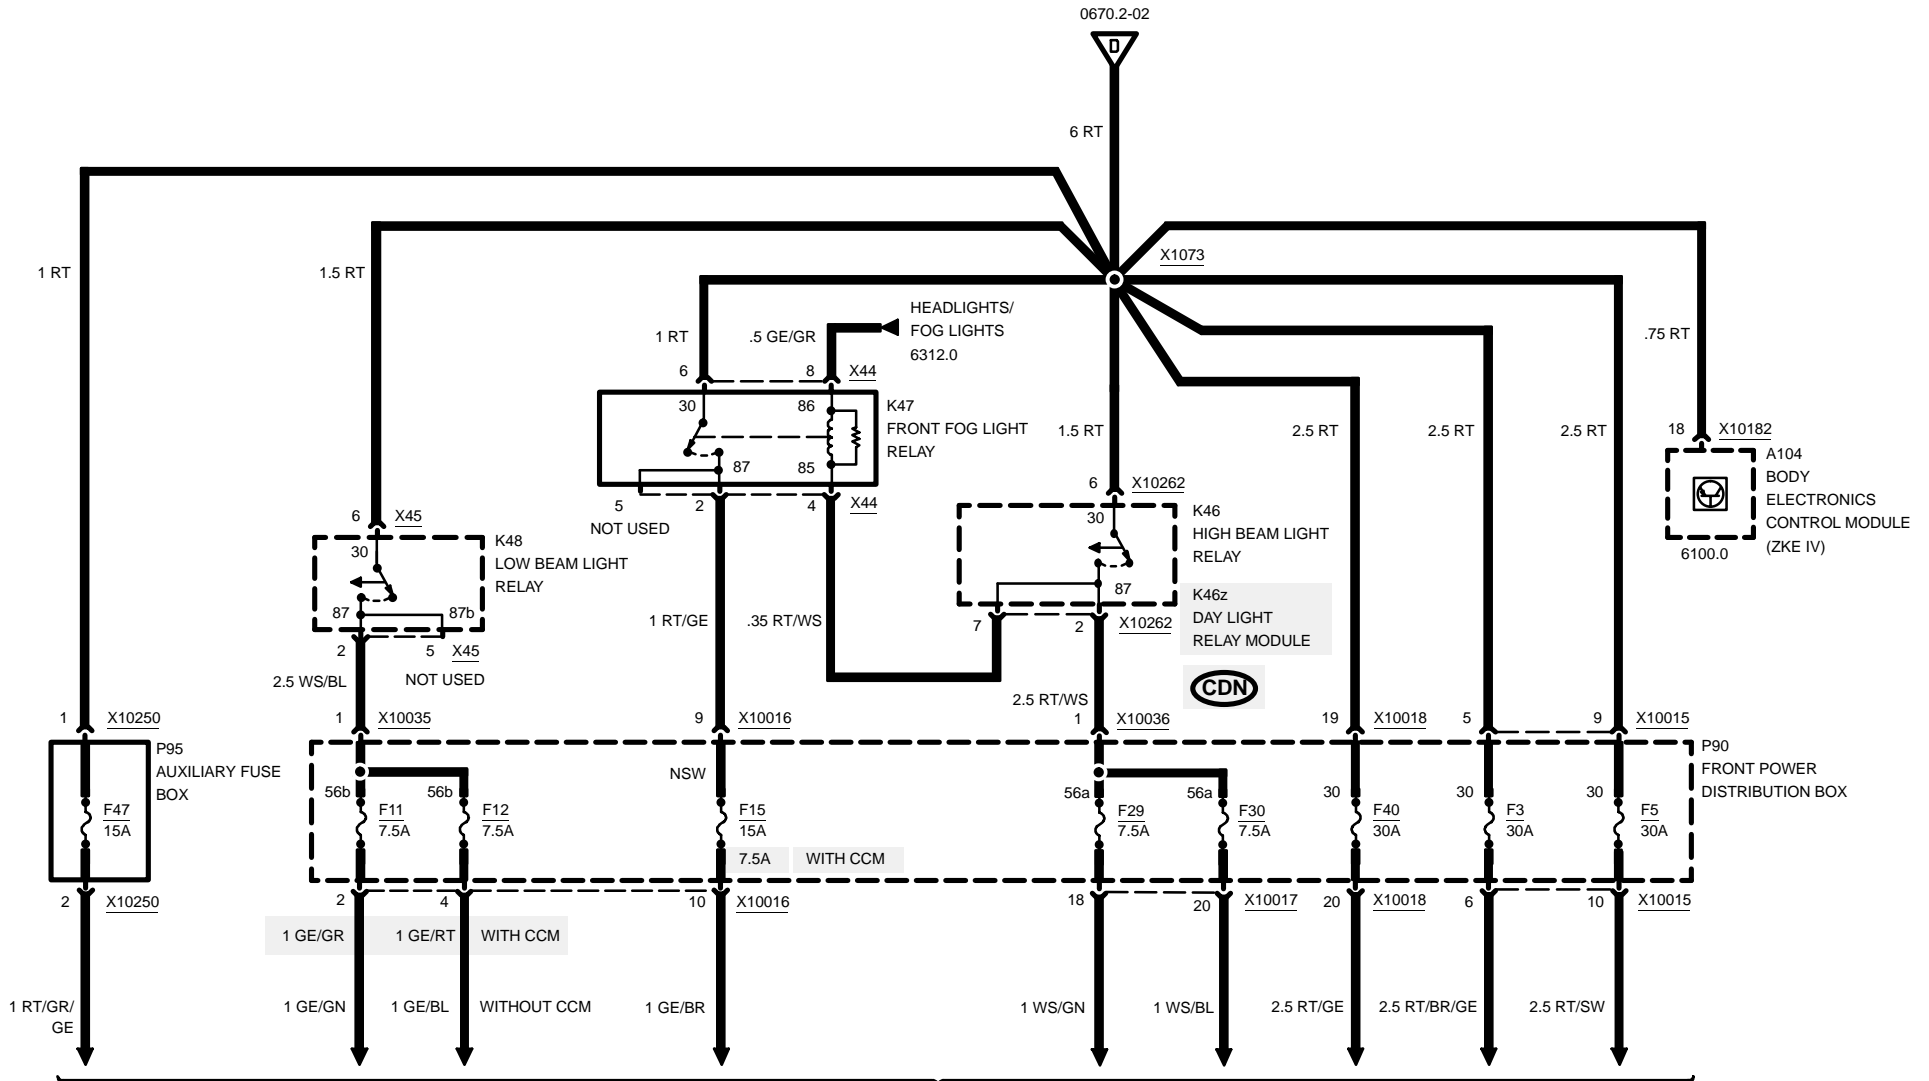 0670.2-02
D
6 RT
X1073
1 RT
1.5 RT
HEADLIGHTS/
FOG LIGHTS
6312.0
1 RT
.5 GE/GR
.75 RT
6
8
X44
30
86
K47
FRONT FOG LIGHT
RELAY
87
85
5
2
4
X44
NOT USED
1.5 RT
2.5 RT
2.5 RT
2.5 RT
18
X10182
A104
BODY
ELECTRONICS
CONTROL MODULE
(ZKE IV)
6100.0
6
X10262
30
K46
HIGH BEAM LIGHT
RELAY
87
K46z
DAY LIGHT
RELAY MODULE
7
2
X10262
CDN
6
X45
30
K48
LOW BEAM LIGHT
RELAY
87
87b
2
5
X45
NOT USED
1 RT/GE
.35 RT/WS
2.5 WS/BL
2.5 RT/WS
1
X10250
1
X10035
9
X10016
1
X10036
19
X10018
5
9
X10015
P95
AUXILIARY FUSE
BOX
F47
15A
56b
F11
7.5A
56b
F12
7.5A
NSW
F15
15A
7.5A
WITH CCM
56a
F29
7.5A
56a
F30
7.5A
30
F40
30A
30
F3
30A
30
F5
30A
P90
FRONT POWER
DISTRIBUTION BOX
2
X10250
2
4
10
X10016
18
20
X10017
20
X10018
6
10
X10015
1 GE/GR
1 GE/RT
WITH CCM
1 RT/GR/
GE
1 GE/GN
1 GE/BL
WITHOUT CCM
1 GE/BR
1 WS/GN
1 WS/BL
2.5 RT/GE
2.5 RT/BR/GE
2.5 RT/SW